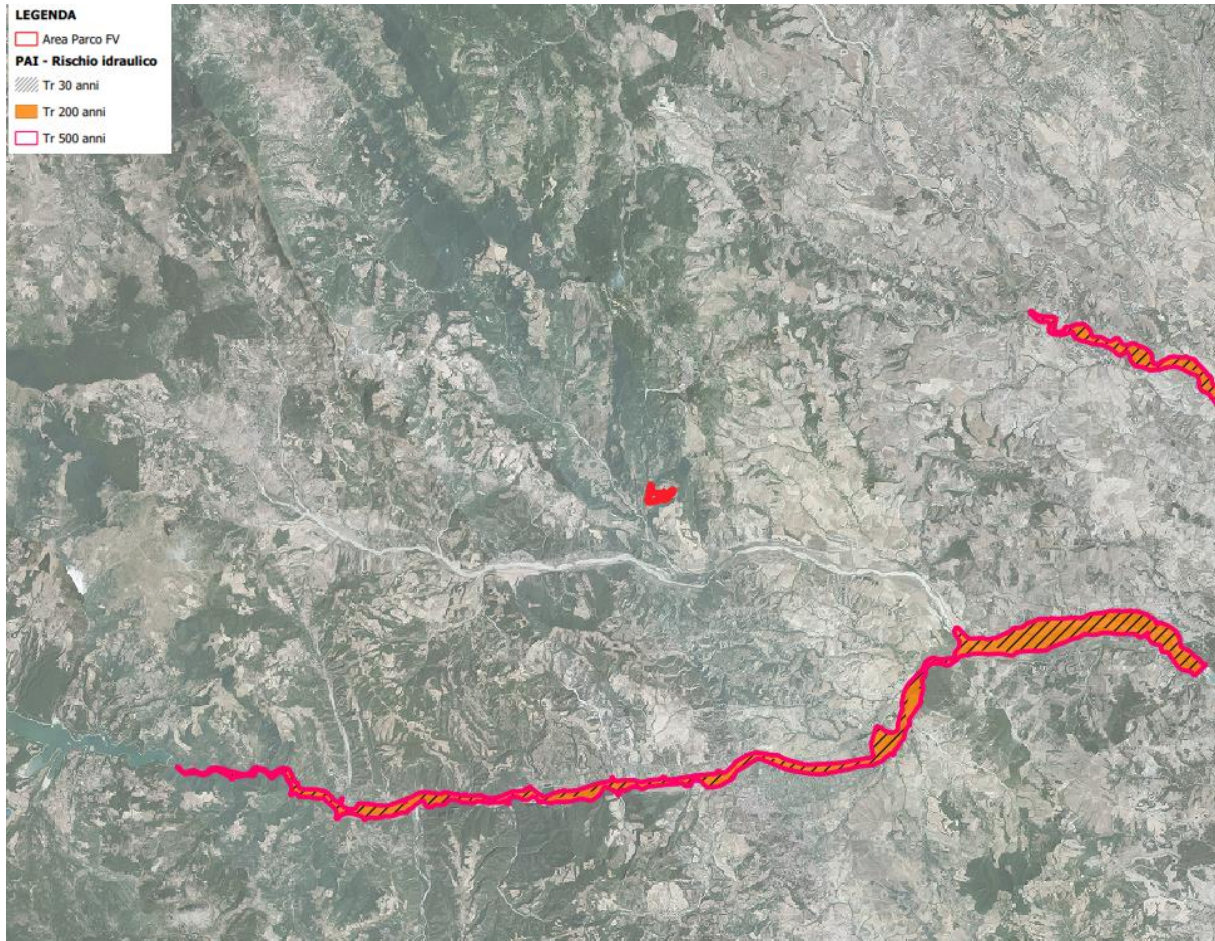 LEGENDA
Area Parco FV
PAI - Rischio idraulico
Tr 30 anni
Tr 200 anni
Tr 500 anni